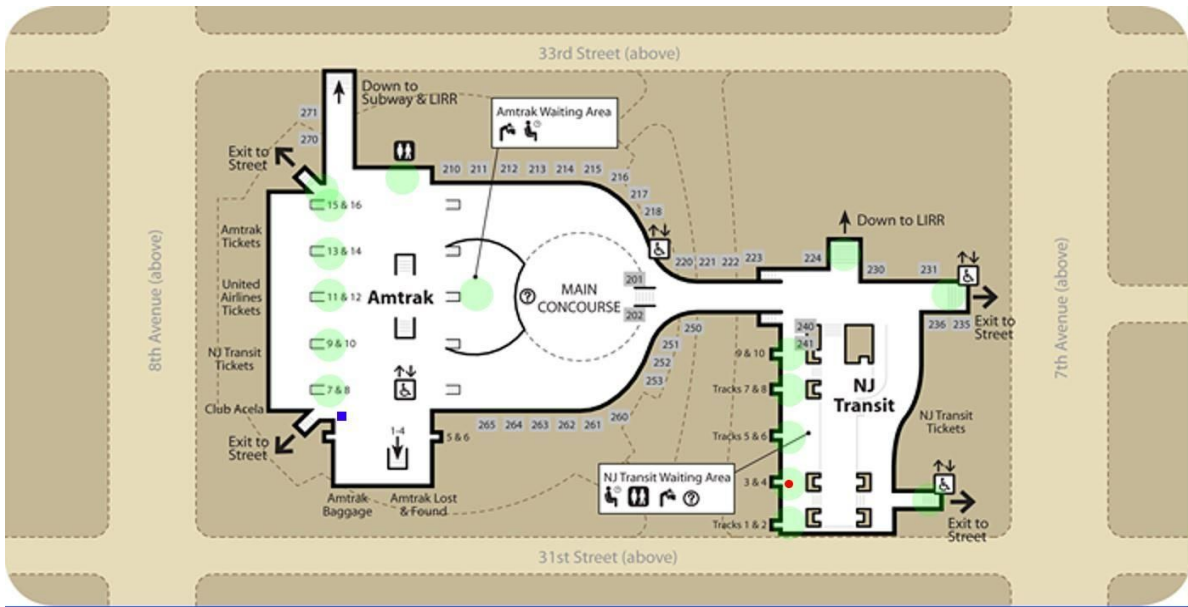 33rd Street (above)
Down to
Subway & LIRR
Amtrak Waiting Area
271
270
Exit to
Street
210 211 212 213 214 215
216
217
218
220 221 222 223
224
Down to LIRR
230
231
15 & 16
Amtrak
Tickets
13 & 14
United
Airlines
Tickets
11 & 12
Amtrak
?
MAIN
CONCOURSE
201
202
8th Avenue (above)
7th Avenue (above)
236 235
Exit to
Street
240
241
250
251
252
253
NJ Transit
Tickets
9 & 10
9 & 10
7 & 8
Tracks 7 & 8
NJ
Transit
Club Acela
Exit to
Street
1-4
5 & 6
265 264 263 262 261
260
NJ Transit
Tickets
Tracks 5 & 6
NJ Transit Waiting Area
?
3 & 4
Amtrak
Baggage
Amtrak Lost
& Found
Tracks 1 & 2
Exit to
Street
31st Street (above)